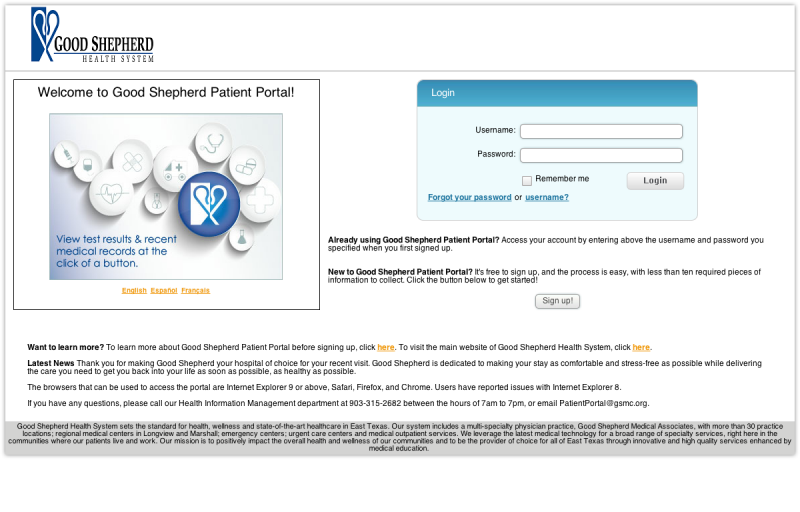 GOOD SHEPHERD
HEALTH SYSTEM
Welcome to Good Shepherd Patient Portal!
View test results & recent
medical records at the
click of a button.
English Español Français
Login
Username:
Password:
Remember me
Login
Forgot your password or username?
Already using Good Shepherd Patient Portal? Access your account by entering above the username and password you
specified when you first signed up.
New to Good Shepherd Patient Portal? It's free to sign up, and the process is easy, with less than ten required pieces of
information to collect. Click the button below to get started!
Sign up!
Want to learn more? To learn more about Good Shepherd Patient Portal before signing up, click here. To visit the main website of Good Shepherd Health System, click here.
Latest News Thank you for making Good Shepherd your hospital of choice for your recent visit. Good Shepherd is dedicated to making your stay as comfortable and stress-free as possible while delivering
the care you need to get you back into your life as soon as possible, as healthy as possible.
The browsers that can be used to access the portal are Internet Explorer 9 or above, Safari, Firefox, and Chrome. Users have reported issues with Internet Explorer 8.
If you have any questions, please call our Health Information Management department at 903-315-2682 between the hours of 7am to 7pm, or email PatientPortal@gsmc.org.
Good Shepherd Health System sets the standard for health, wellness and state-of-the-art healthcare in East Texas. Our system includes a multi-specialty physician practice, Good Shepherd Medical Associates, with more than 30 practice
locations; regional medical centers in Longview and Marshall; emergency centers; urgent care centers and medical outpatient services. We leverage the latest medical technology for a broad range of specialty services, right here in the
communities where our patients live and work. Our mission is to positively impact the overall health and wellness of our communities and to be the provider of choice for all of East Texas through innovative and high quality services enhanced by
medical education.